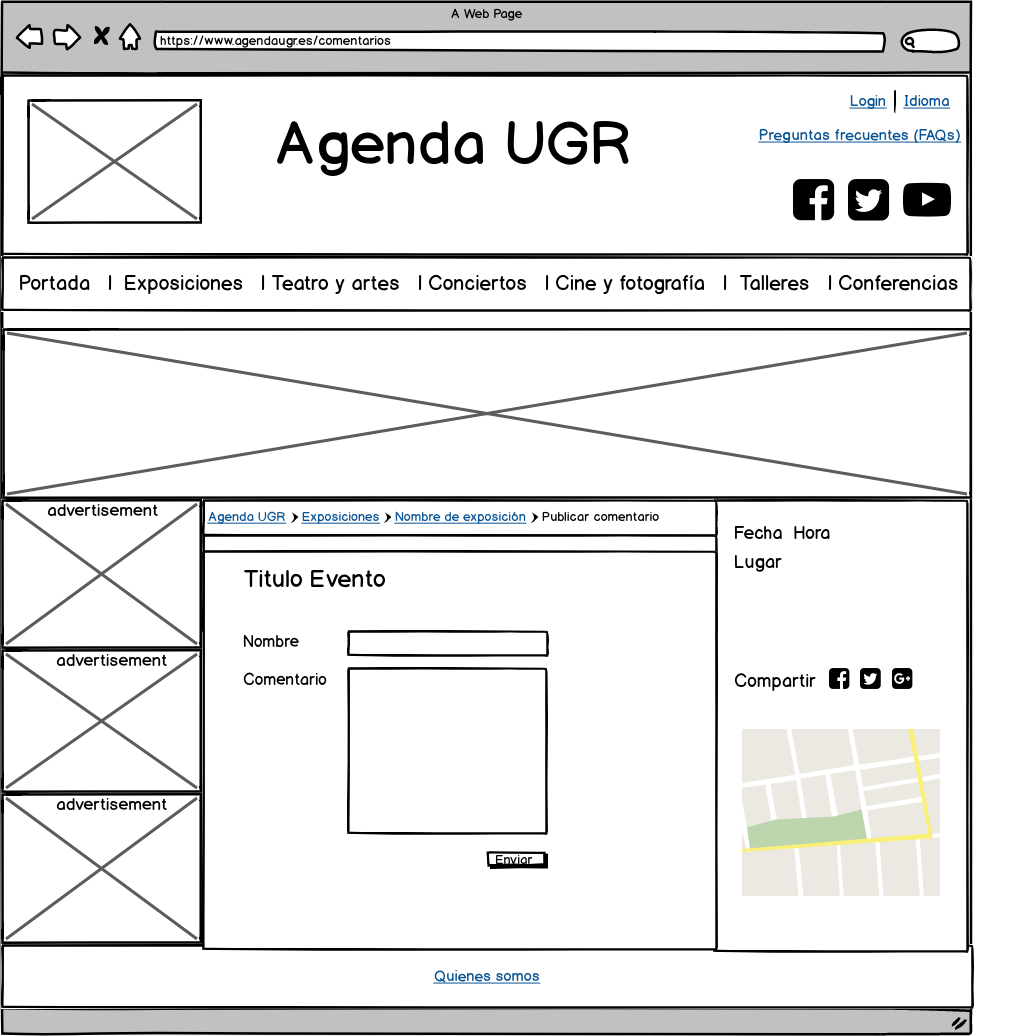 A Web Page
https://www.agendaugr.es/comentarios
Login | Idioma
Preguntas frecuentes (FAQs)
Agenda UGR
Portada | Exposiciones | Teatro y artes | Conciertos | Cine y fotografía | Talleres | Conferencias
advertisement
advertisement
advertisement
Agenda UGR > Exposiciones > Nombre de exposición > Publicar comentario
Titulo Evento
Nombre
Comentario
Enviar
Fecha Hora
Lugar
Compartir
G+
Quienes somos